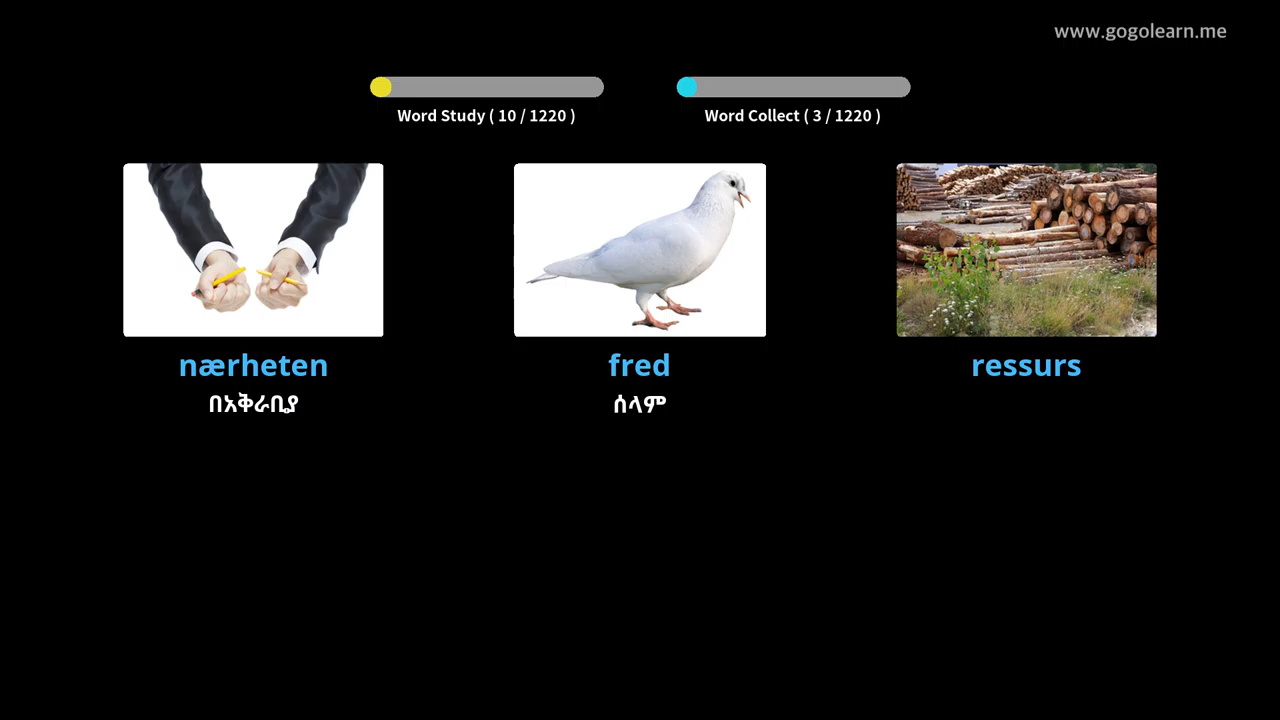 www.gogolearn.me
Word Study ( 10 / 1220 )
Word Collect ( 3 / 1220 )
nærheten
fred
ressurs
በአቅራቢያ
ሰላም